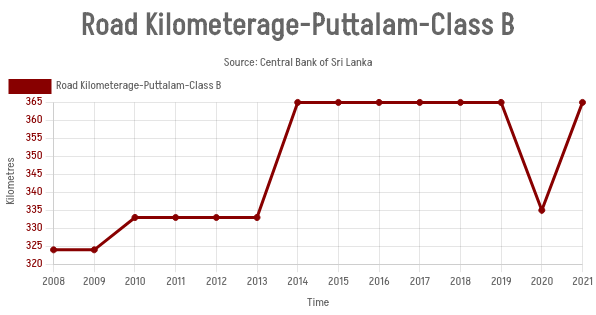 Road Kilometerage-Puttalam-Class B
Source: Central Bank of Sri Lanka
Road Kilometerage-Puttalam-Class B
365
360
355
350
345
340
335
330
325
320
Kilometres
2008 2009 2010 2011 2012 2013 2014 2015 2016 2017 2018 2019 2020 2021
Time